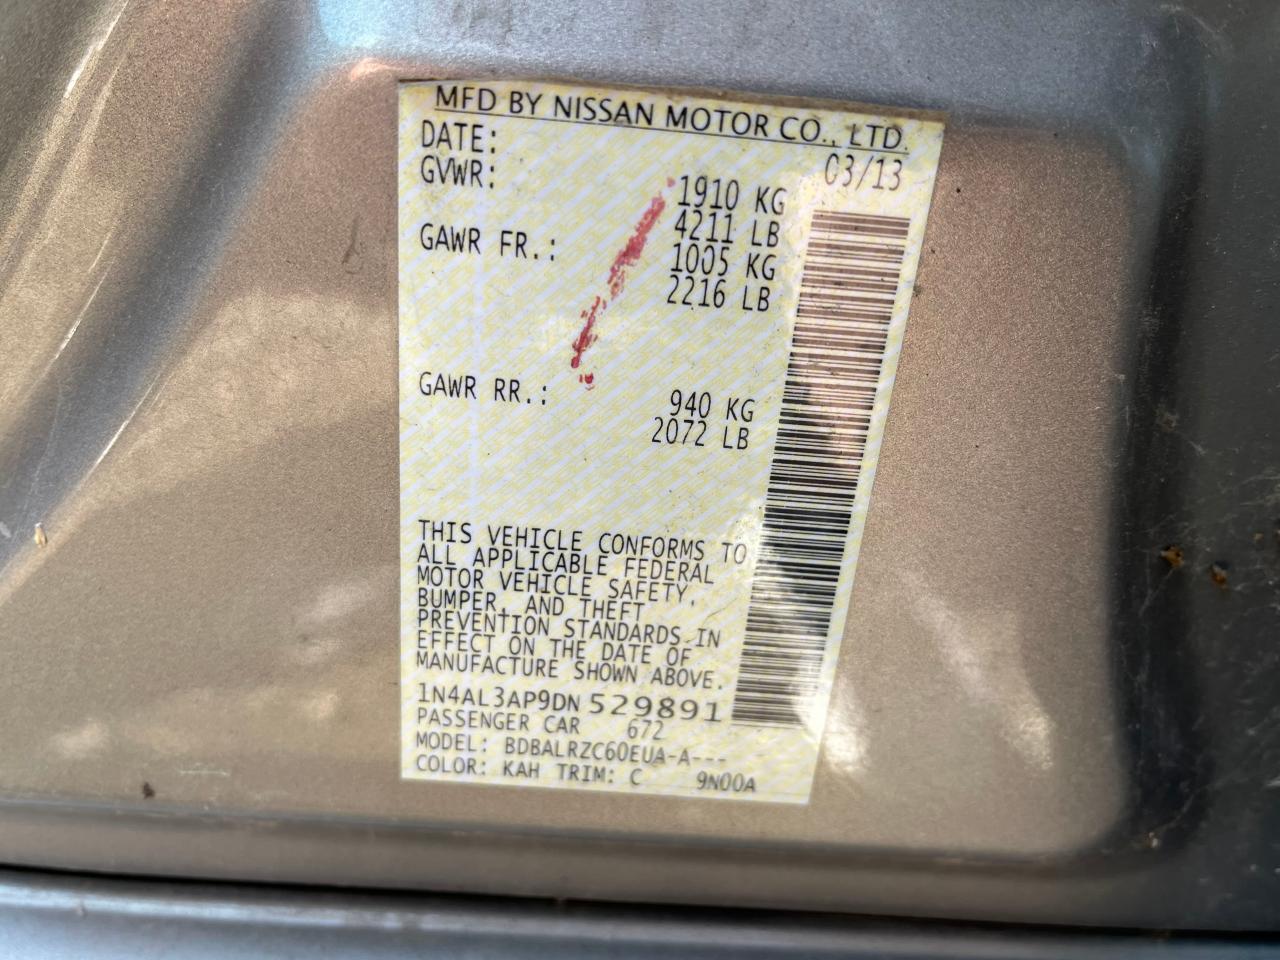 MFD BY NISSAN MOTOR CO., LTD.
DATE: 03/13
GVWR: 1910 KG
4211 LB
GAWR FR.: 1005 KG
2216 LB
GAWR RR.: 940 KG
2072 LB
THIS VEHICLE CONFORMS TO
ALL APPLICABLE FEDERAL
MOTOR VEHICLE SAFETY,
BUMPER, AND THEFT
PREVENTION STANDARDS IN
EFFECT ON THE DATE OF
MANUFACTURE SHOWN ABOVE.
1N4AL3AP9DN 529891
PASSENGER CAR 672
MODEL: BDBALRZC60EUA-A---
COLOR: KAH TRIM: C 9N00A